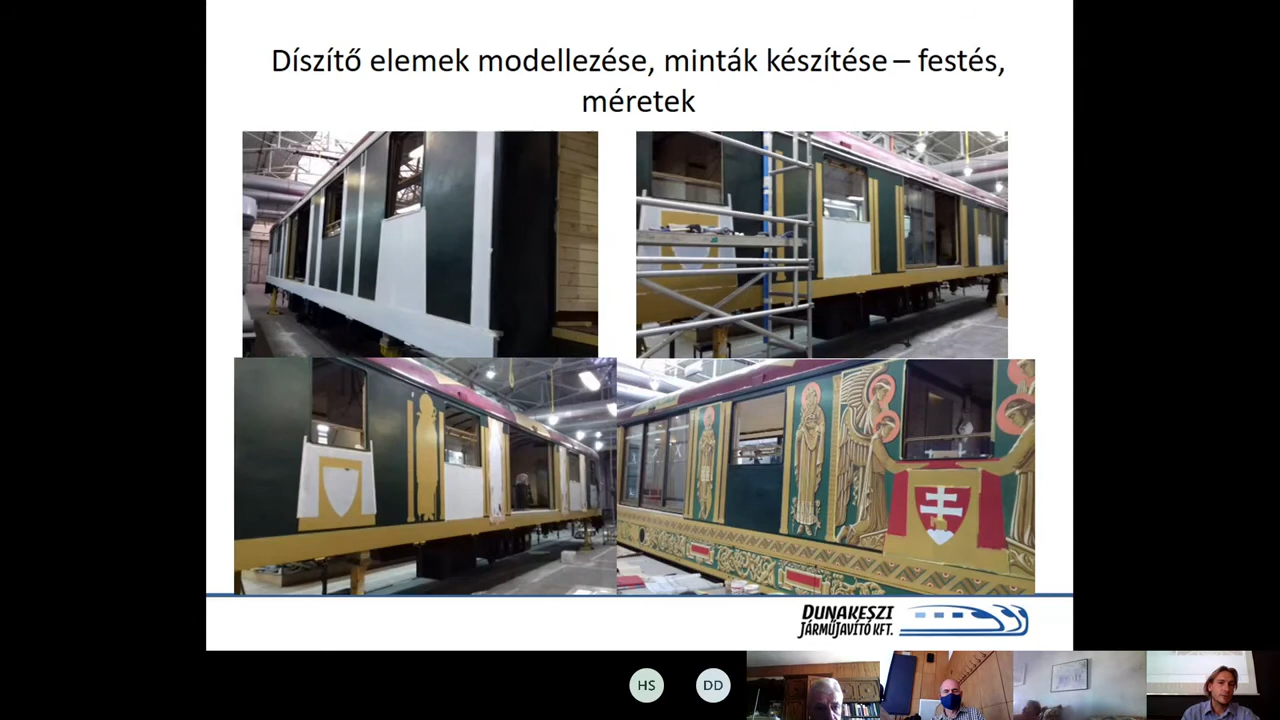 Díszítő elemek modellezése, minták készítése – festés,
méretek
DUNAKESZI
JÁRMŰJAVÍTÓ KFT.
HS
DD